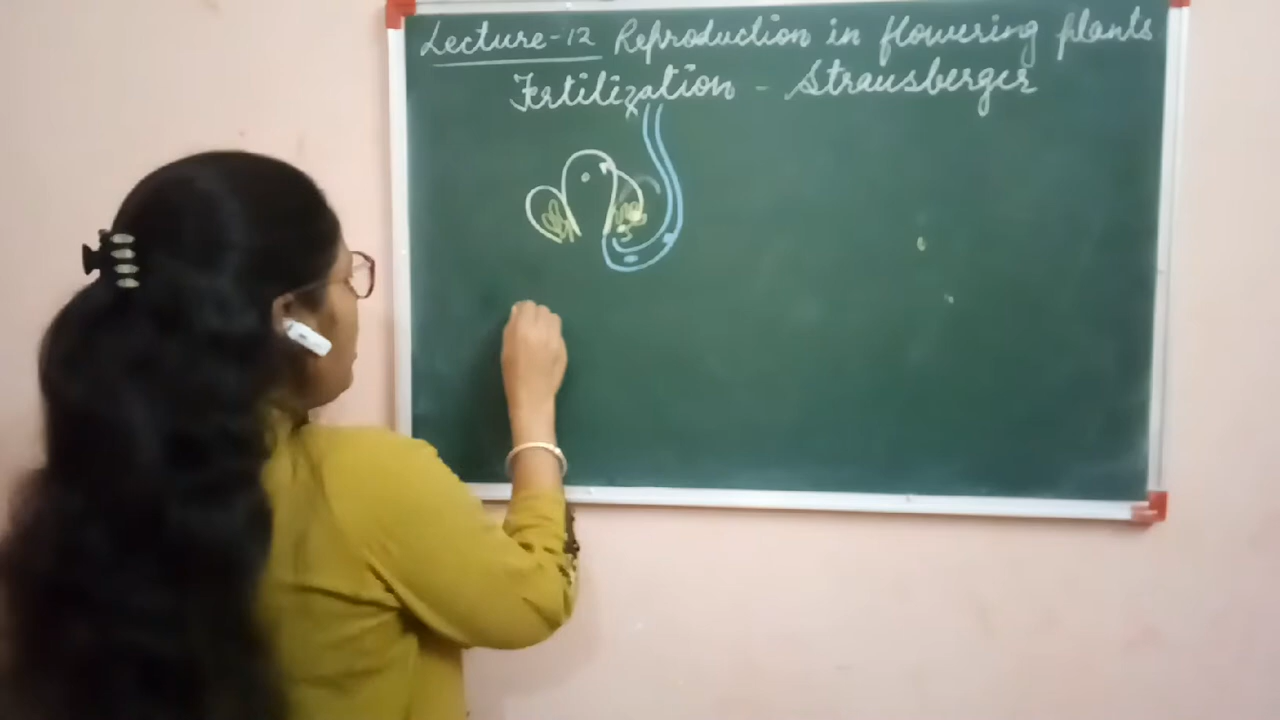 Lecture-12 Reproduction in flowering plants
Fertilization - Strausberger